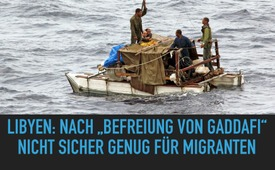 LIBYEN: NACH „BEFREIUNG VON GADDAFI“
NICHT SICHER GENUG FÜR MIGRANTEN